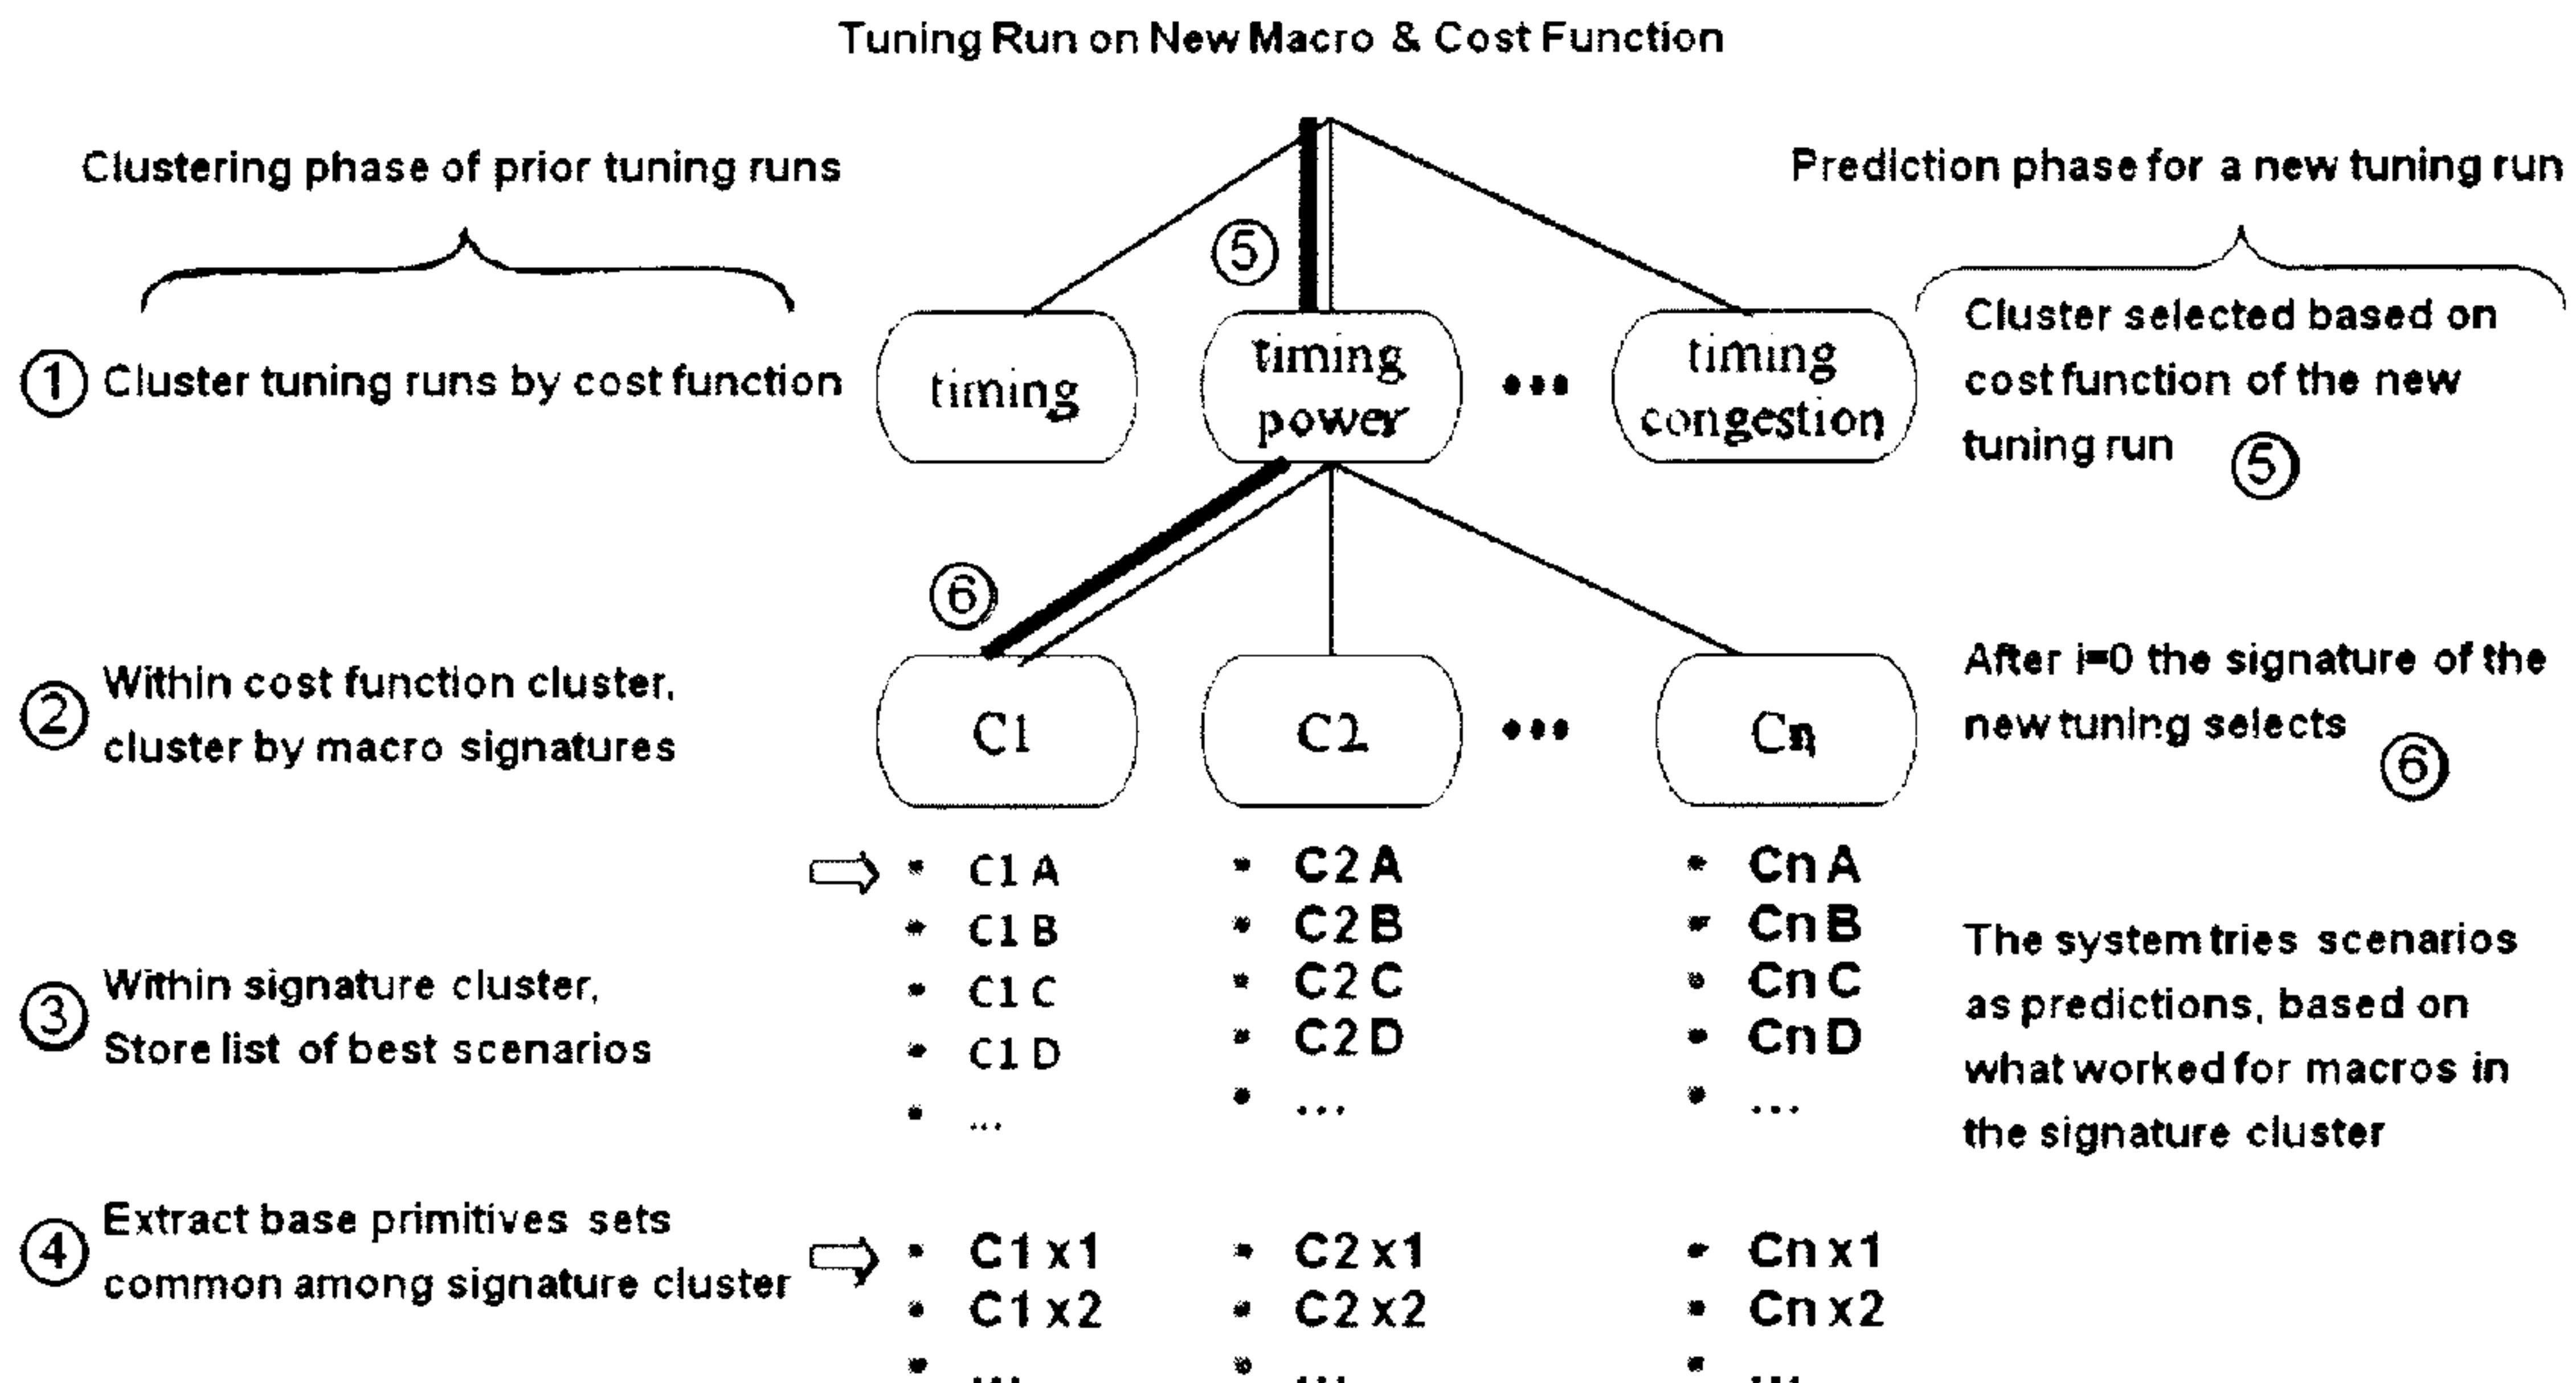 Tuning Run on New Macro & Cost Function
Clustering phase of prior tuning runs
Prediction phase for a new tuning run
① Cluster tuning runs by cost function
⑤
timing
timing
power
•••
timing
congestion
Cluster selected based on
cost function of the new
tuning run ⑤
⑥
② Within cost function cluster,
cluster by macro signatures
C1
C2
•••
Cn
After i=0 the signature of the
new tuning selects ⑥
③ Within signature cluster,
Store list of best scenarios
• C1 A
• C1 B
• C1 C
• C1 D
• ...
• C2 A
• C2 B
• C2 C
• C2 D
• ...
• Cn A
• Cn B
• Cn C
• Cn D
• ...
The system tries scenarios
as predictions, based on
what worked for macros in
the signature cluster
④ Extract base primitives sets
common among signature cluster
• C1 x1
• C1 x2
• ...
• C2 x1
• C2 x2
• ...
• Cn x1
• Cn x2
• ...